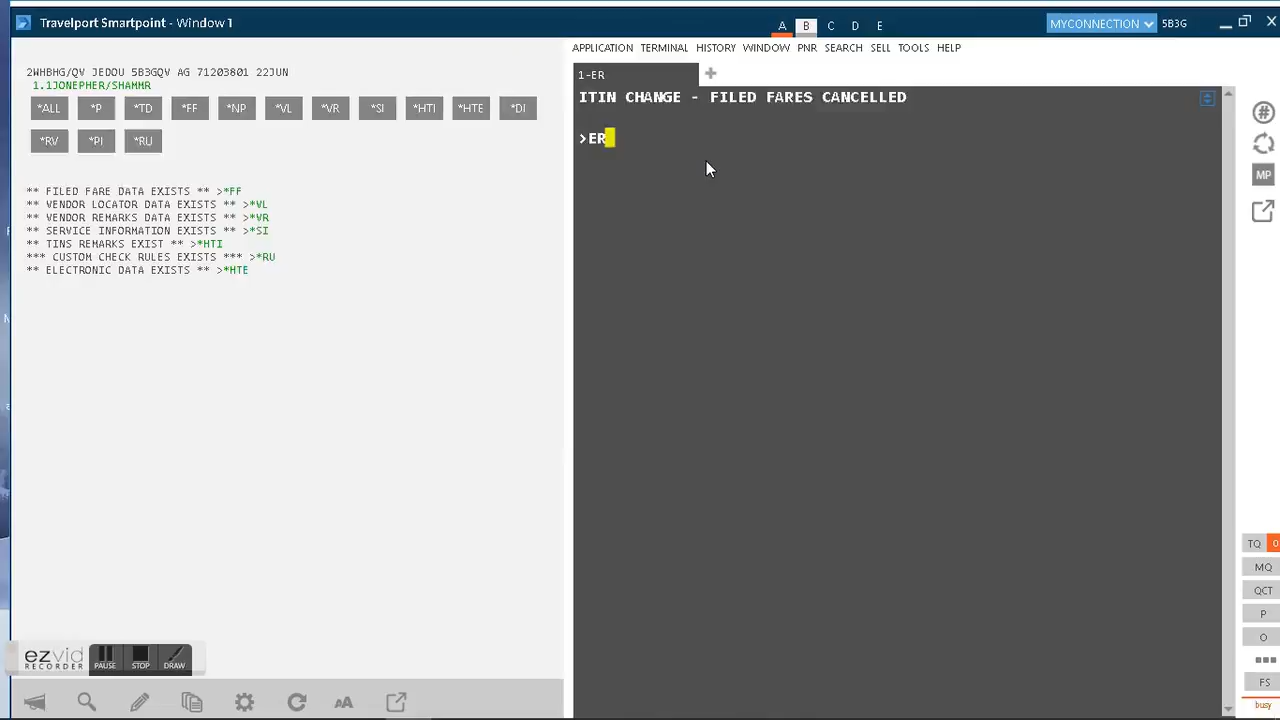 Travelport Smartpoint - Window 1
A B C D E
MYCONNECTION 5B3G
APPLICATION TERMINAL HISTORY WINDOW PNR SEARCH SELL TOOLS HELP
2WHBHG/QV JEDOU 5B3GQV AG 71203801 22JUN
1.1JONEPHER/SHAMMR
*ALL *P *TD *FF *NP *VL *VR *SI *HTI *HTE *DI
*RV *PI *RU
** FILED FARE DATA EXISTS ** >*FF
** VENDOR LOCATOR DATA EXISTS ** >*VL
** VENDOR REMARKS DATA EXISTS ** >*VR
** SERVICE INFORMATION EXISTS ** >*SI
** TINS REMARKS EXIST ** >*HTI
*** CUSTOM CHECK RULES EXISTS *** >*RU
** ELECTRONIC DATA EXISTS ** >*HTE
1-ER
ITIN CHANGE - FILED FARES CANCELLED
>ER
#
MP
TQ 0
MQ
QCT
P
O
FS
busy
ezvid
RECORDER
PAUSE STOP DRAW
AA